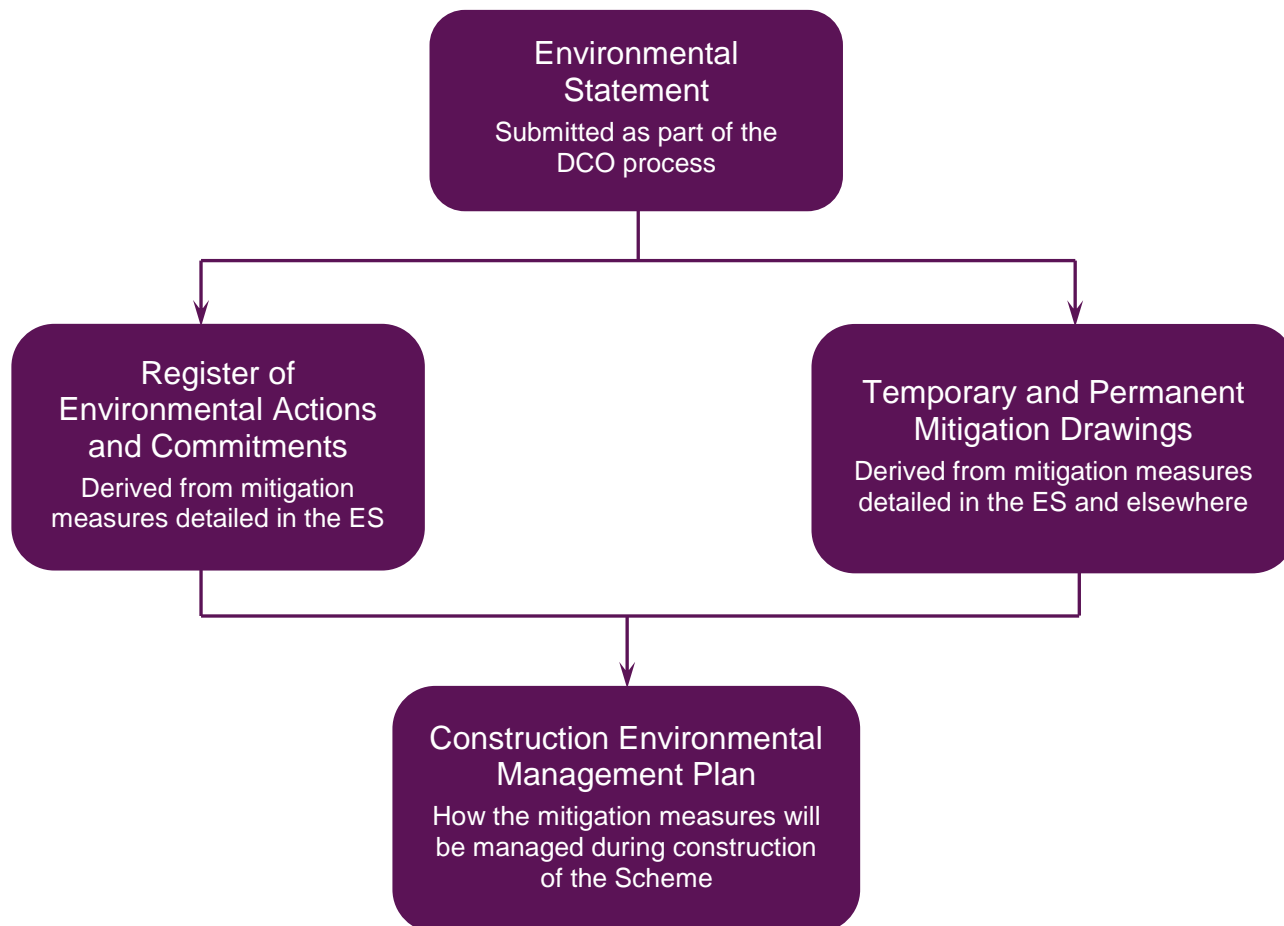 Environmental
Statement
Submitted as part of the
DCO process
Register of
Environmental Actions
and Commitments
Derived from mitigation
measures detailed in the ES
Temporary and Permanent
Mitigation Drawings
Derived from mitigation measures
detailed in the ES and elsewhere
Construction Environmental
Management Plan
How the mitigation measures will
be managed during construction
of the Scheme